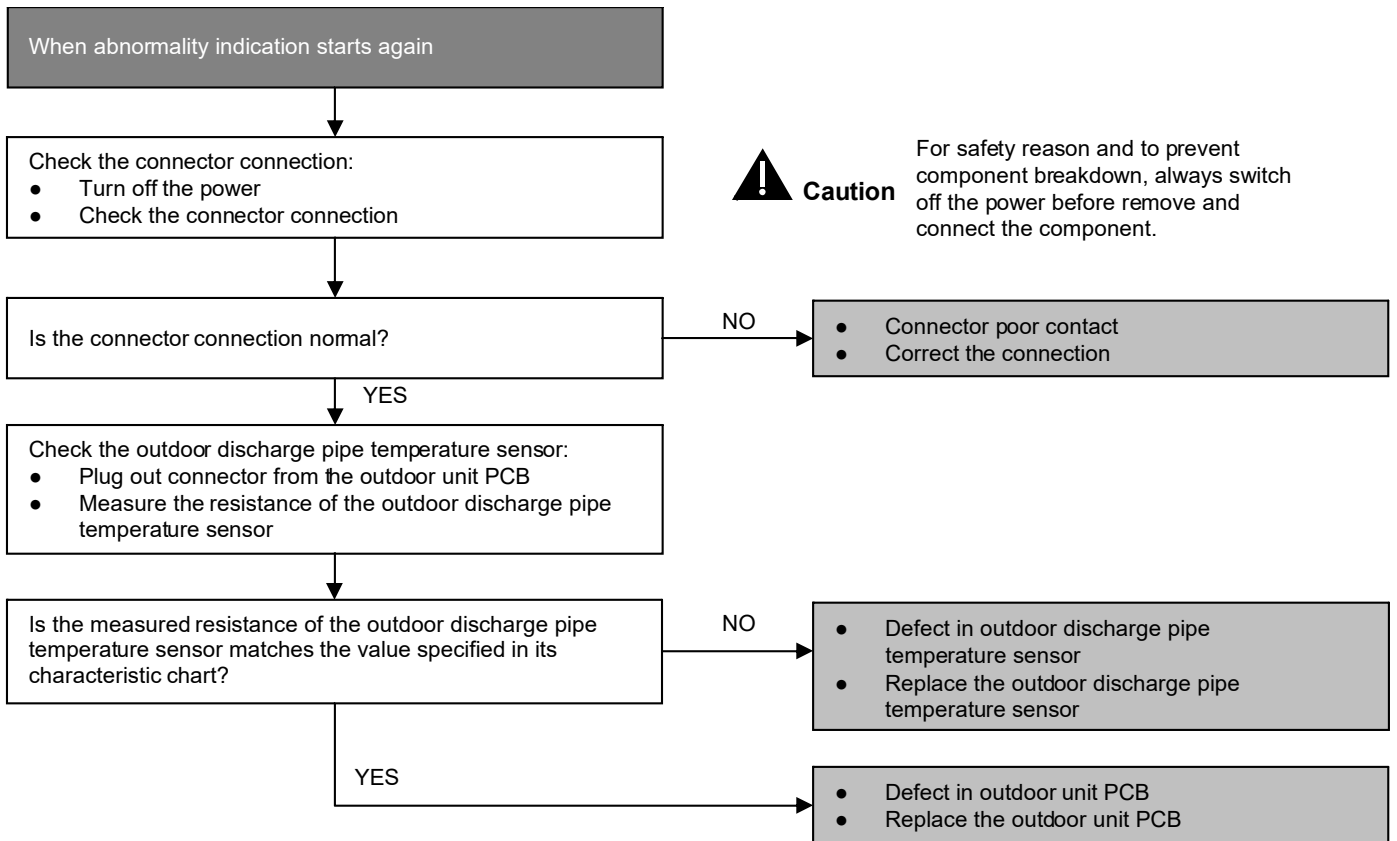 When abnormality indication starts again
Check the connector connection:
● Turn off the power
● Check the connector connection
Caution
For safety reason and to prevent
component breakdown, always switch
off the power before remove and
connect the component.
Is the connector connection normal?
NO
● Connector poor contact
● Correct the connection
YES
Check the outdoor discharge pipe temperature sensor:
● Plug out connector from the outdoor unit PCB
● Measure the resistance of the outdoor discharge pipe
temperature sensor
Is the measured resistance of the outdoor discharge pipe
temperature sensor matches the value specified in its
characteristic chart?
NO
● Defect in outdoor discharge pipe
temperature sensor
● Replace the outdoor discharge pipe
temperature sensor
YES
● Defect in outdoor unit PCB
● Replace the outdoor unit PCB